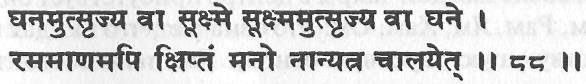 घनमुत्सृज्य वा सूक्ष्मे सूक्ष्ममुत्सृज्य वा घने ।
रममाणमपि क्षिप्तं मनो नान्यत्र चालयेत् ॥ ८८ ॥